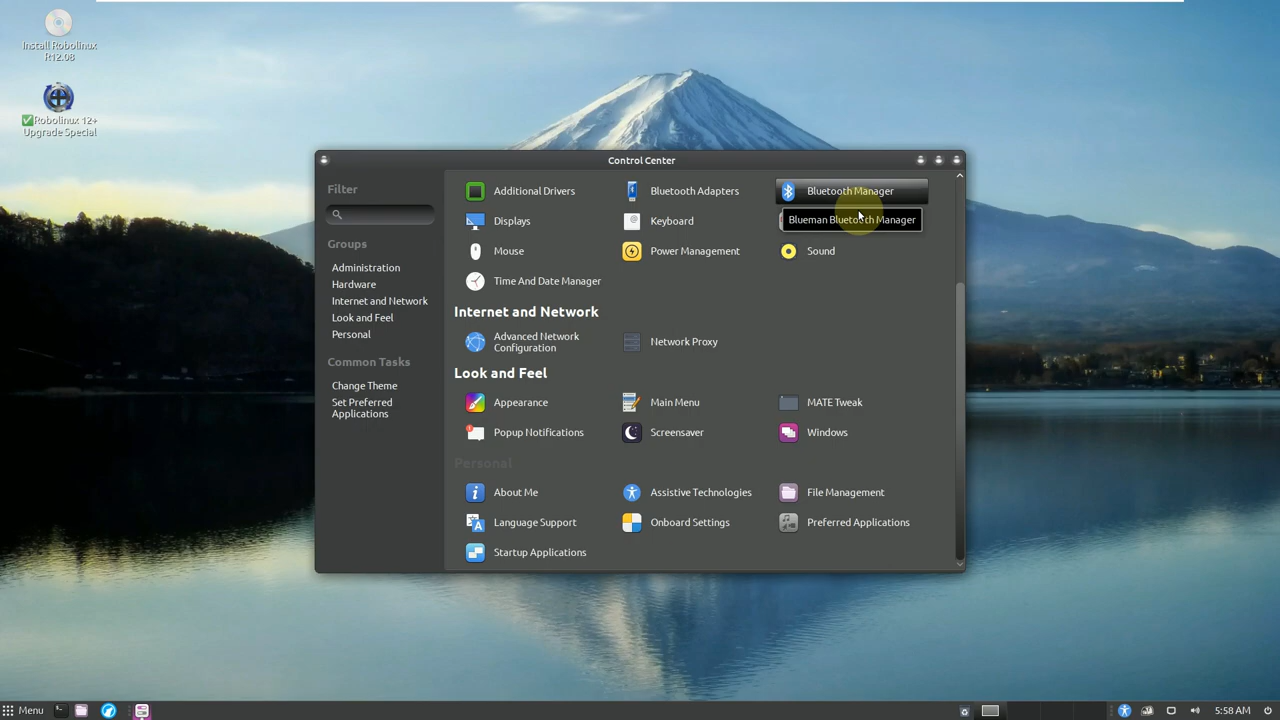 Install Robolinux
R12.08
✅Robolinux 12+
Upgrade Special
Control Center
Filter
Groups
Administration
Hardware
Internet and Network
Look and Feel
Personal
Common Tasks
Change Theme
Set Preferred
Applications
Additional Drivers
Bluetooth Adapters
Bluetooth Manager
Displays
Keyboard
Blueman Bluetooth Manager
Mouse
Power Management
Sound
Time And Date Manager
Internet and Network
Advanced Network
Configuration
Network Proxy
Look and Feel
Appearance
Main Menu
MATE Tweak
Popup Notifications
Screensaver
Windows
Personal
About Me
Assistive Technologies
File Management
Language Support
Onboard Settings
Preferred Applications
Startup Applications
Menu
5:58 AM